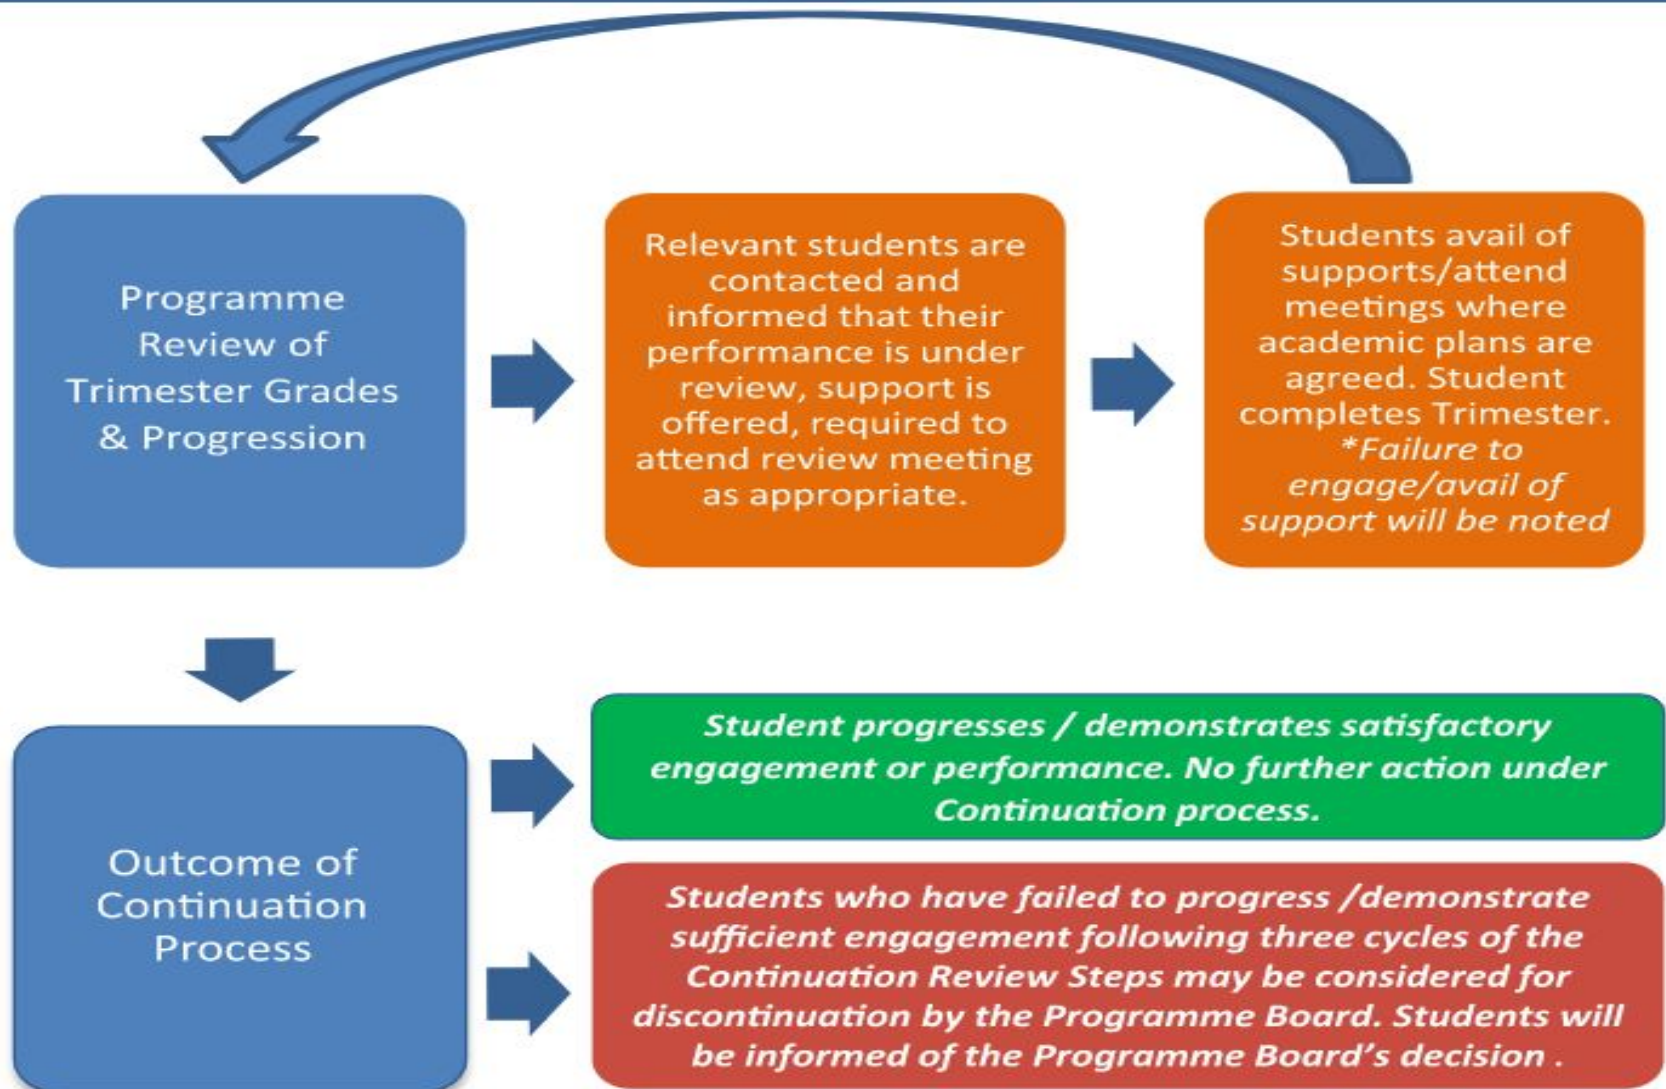 Programme
Review of
Trimester Grades
& Progression
Relevant students are
contacted and
informed that their
performance is under
review, support is
offered, required to
attend review meeting
as appropriate.
Students avail of
supports/attend
meetings where
academic plans are
agreed. Student
completes Trimester.
*Failure to
engage/avail of
support will be noted
Outcome of
Continuation
Process
Student progresses / demonstrates satisfactory
engagement or performance. No further action under
Continuation process.
Students who have failed to progress /demonstrate
sufficient engagement following three cycles of the
Continuation Review Steps may be considered for
discontinuation by the Programme Board. Students will
be informed of the Programme Board’s decision .